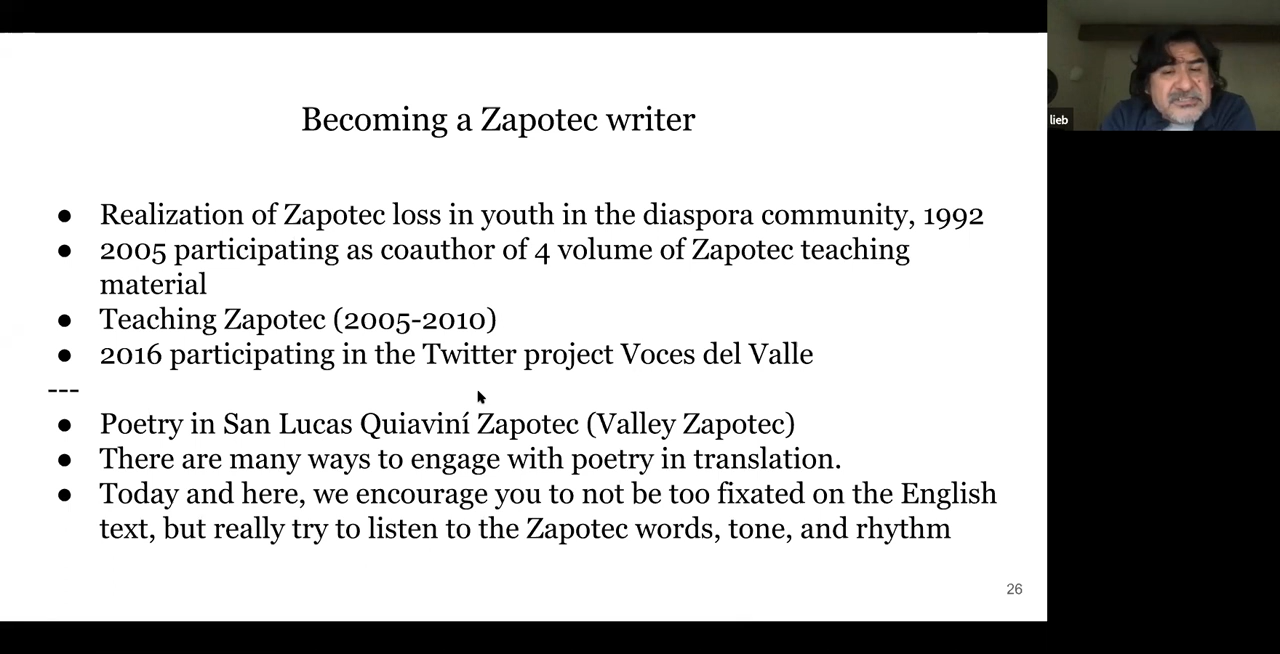 Becoming a Zapotec writer
● Realization of Zapotec loss in youth in the diaspora community, 1992
● 2005 participating as coauthor of 4 volume of Zapotec teaching
material
● Teaching Zapotec (2005-2010)
● 2016 participating in the Twitter project Voces del Valle
---
● Poetry in San Lucas Quiaviní Zapotec (Valley Zapotec)
● There are many ways to engage with poetry in translation.
● Today and here, we encourage you to not be too fixated on the English
text, but really try to listen to the Zapotec words, tone, and rhythm
26
lieb